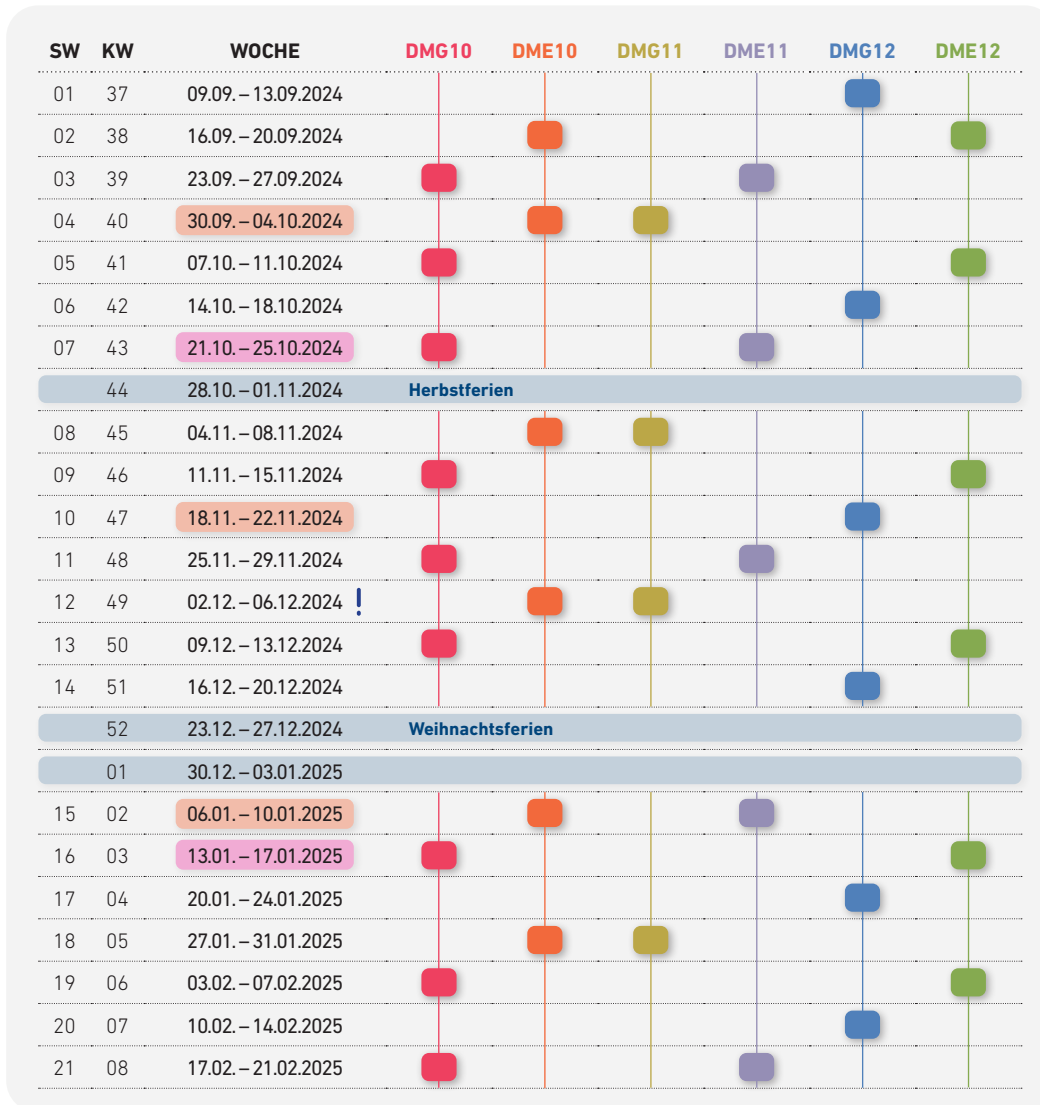 SW KW WOCHE DMG10 DME10 DMG11 DME11 DMG12 DME12
01 37 09.09. – 13.09.2024
02 38 16.09. – 20.09.2024
03 39 23.09. – 27.09.2024
04 40 30.09. – 04.10.2024
05 41 07.10. – 11.10.2024
06 42 14.10. – 18.10.2024
07 43 21.10. – 25.10.2024
44 28.10. – 01.11.2024 Herbstferien
08 45 04.11. – 08.11.2024
09 46 11.11. – 15.11.2024
10 47 18.11. – 22.11.2024
11 48 25.11. – 29.11.2024
12 49 02.12. – 06.12.2024 !
13 50 09.12. – 13.12.2024
14 51 16.12. – 20.12.2024
52 23.12. – 27.12.2024 Weihnachtsferien
01 30.12. – 03.01.2025
15 02 06.01. – 10.01.2025
16 03 13.01. – 17.01.2025
17 04 20.01. – 24.01.2025
18 05 27.01. – 31.01.2025
19 06 03.02. – 07.02.2025
20 07 10.02. – 14.02.2025
21 08 17.02. – 21.02.2025